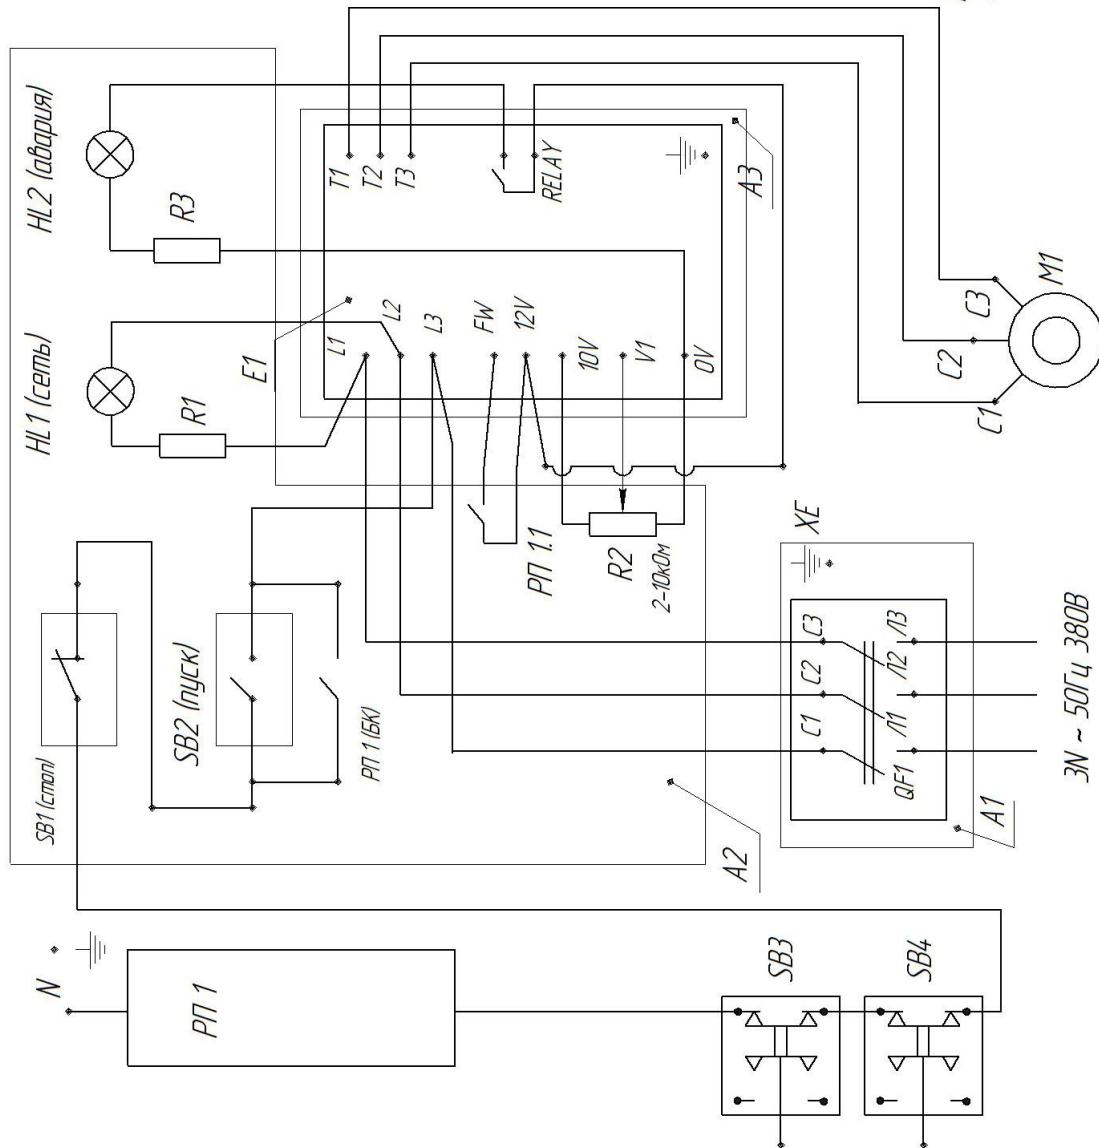 N
SB1 (стоп)
HL1 (сеть)
HL2 (авария)
РП 1
SB2 (пуск)
R1
R3
E1
L1
T1
РП 1 (БК)
L2
T2
L3
T3
FW
12V
РП 1.1
RELAY
10V
R2
V1
2-10кОм
0V
A2
A3
SB3
C1
C2
C3
XE
QF1
Л1
Л2
Л3
SB4
A1
C1
C2
C3
M1
3N ~ 50Гц 380В